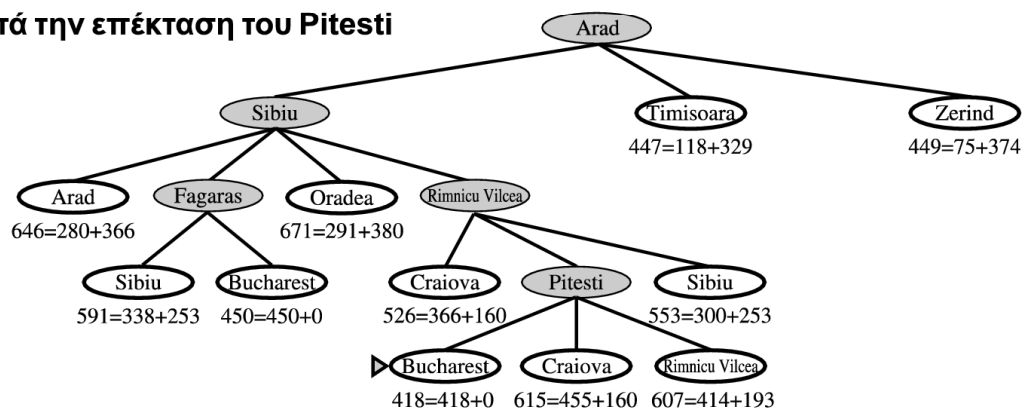 τά την επέκταση του Pitesti
Arad
Sibiu
Timisoara
Zerind
447=118+329
449=75+374
Arad
Fagaras
Oradea
Rimnicu Vilcea
646=280+366
671=291+380
Sibiu
Bucharest
Craiova
Pitesti
Sibiu
591=338+253
450=450+0
526=366+160
553=300+253
Bucharest
Craiova
Rimnicu Vilcea
418=418+0
615=455+160
607=414+193